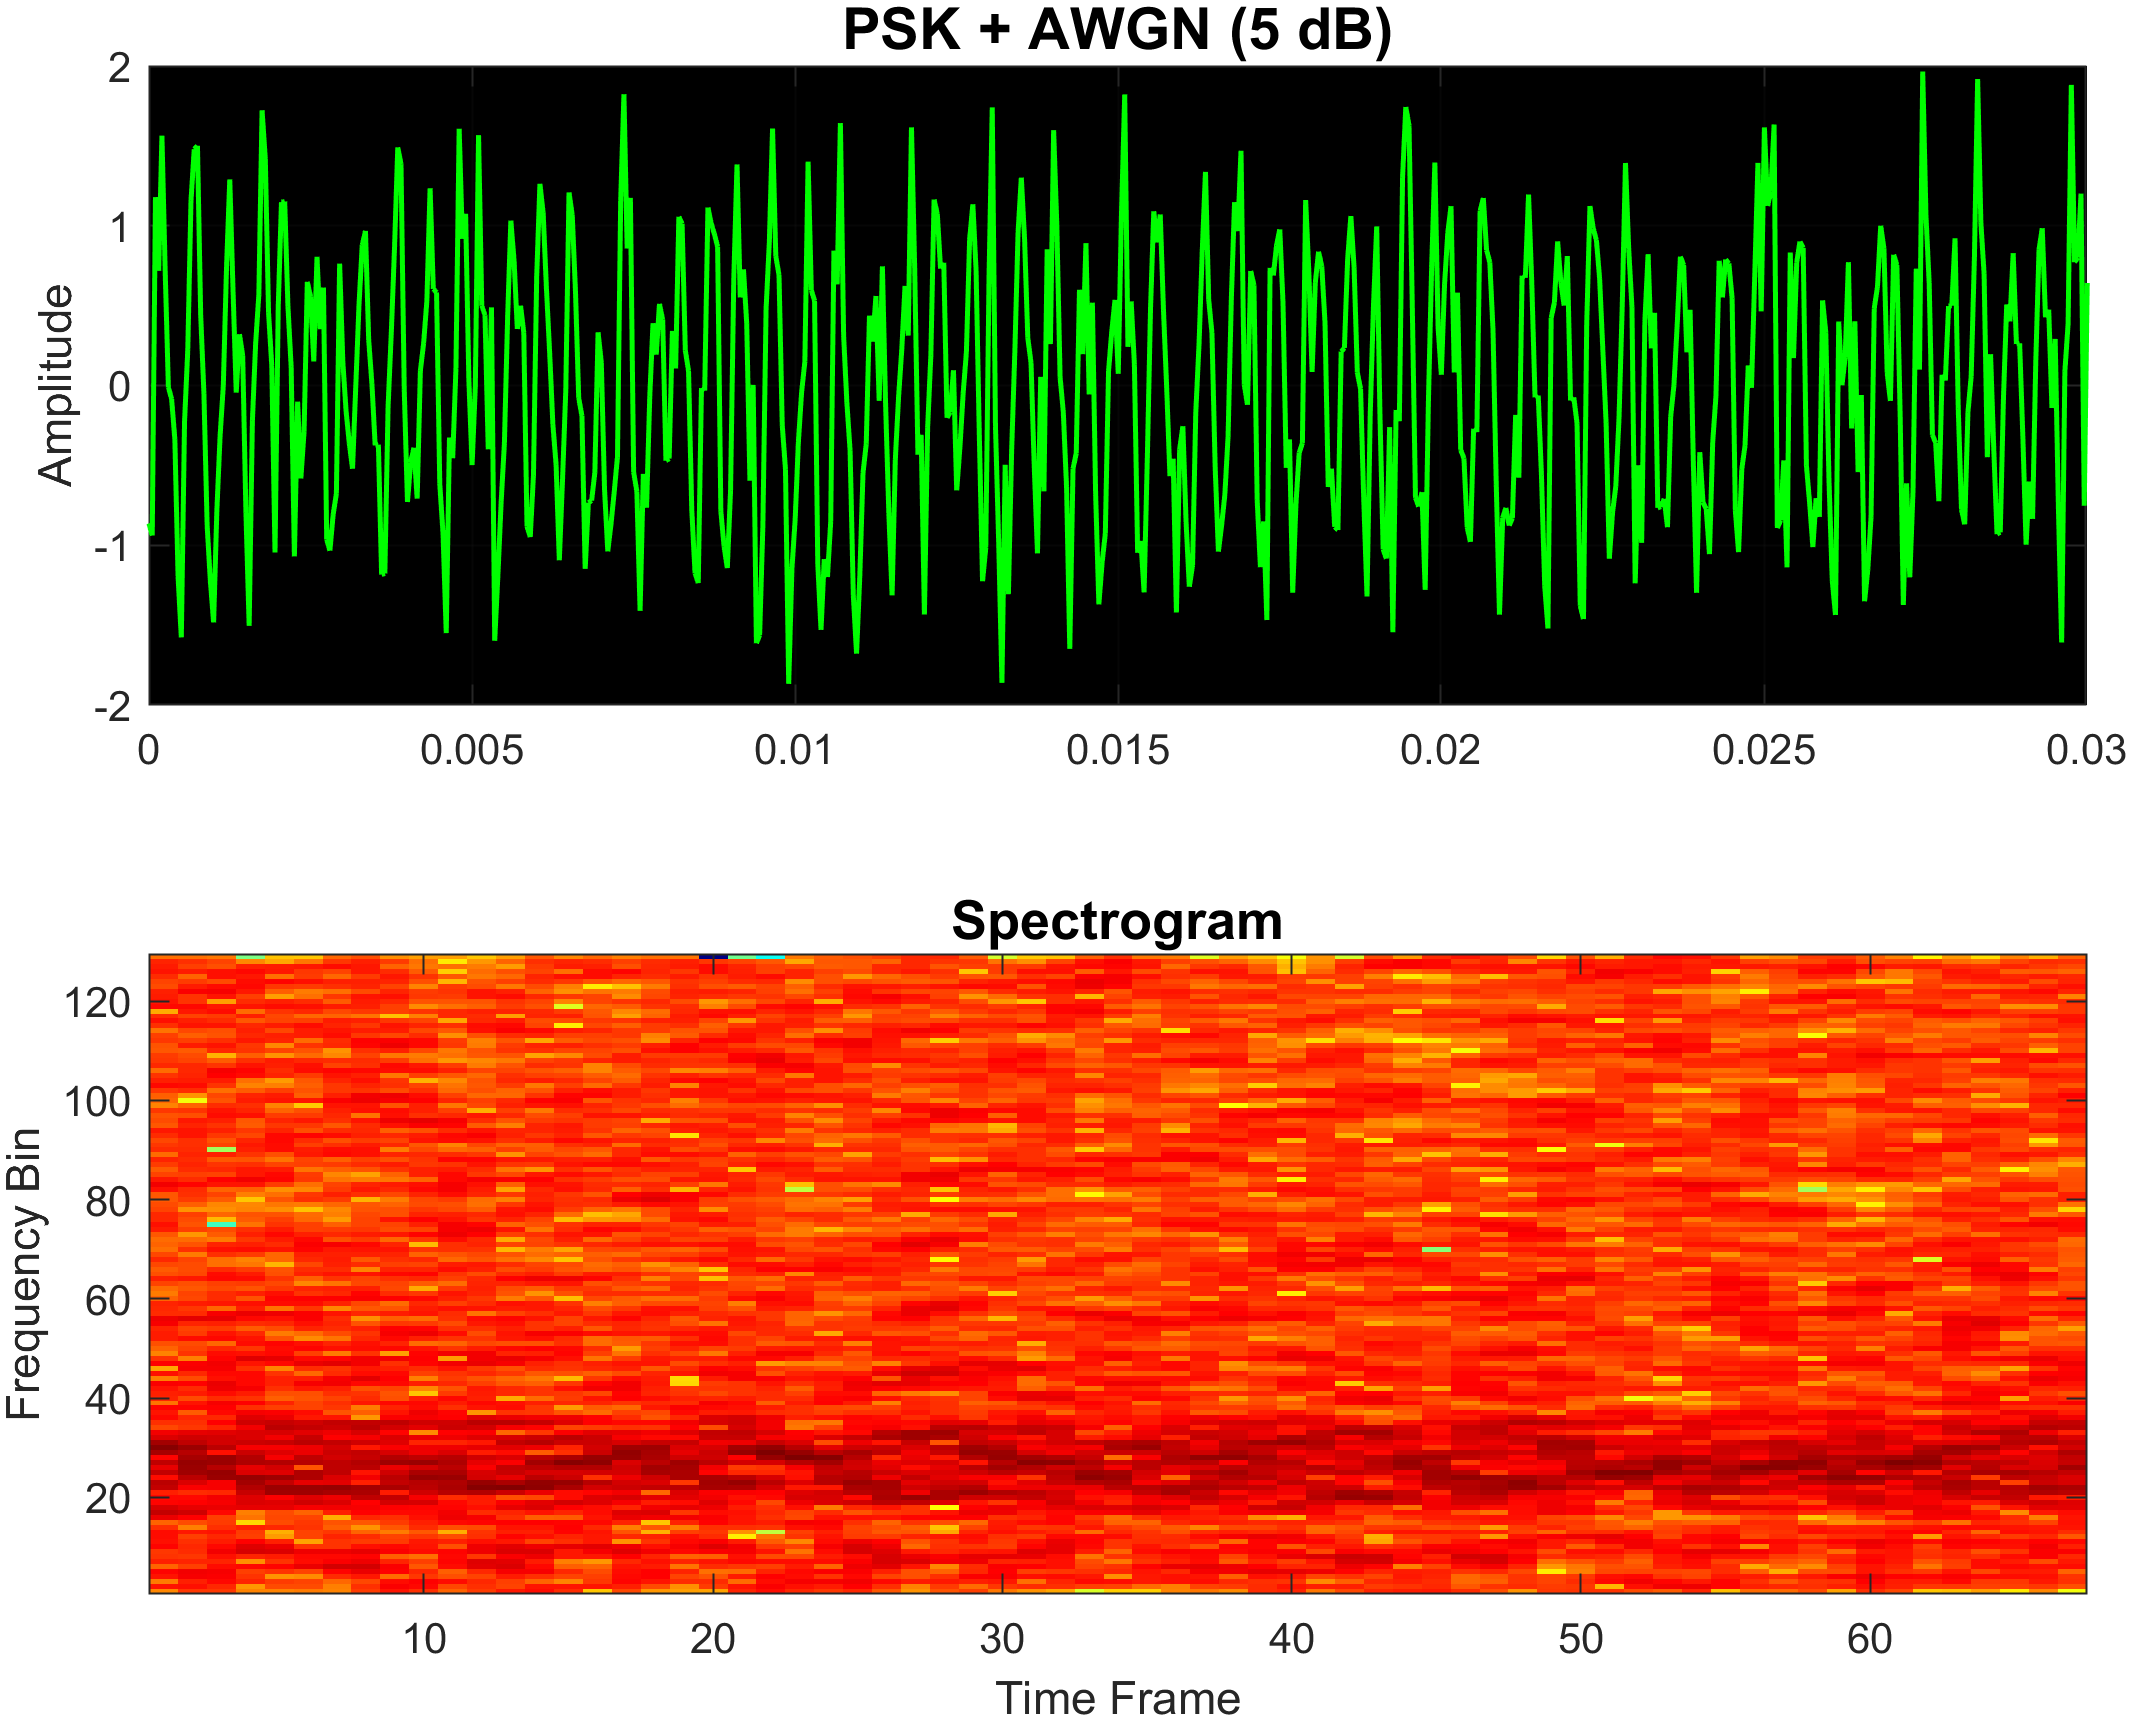 PSK + AWGN (5 dB)
Amplitude
2
1
0
-1
-2
0 0.005 0.01 0.015 0.02 0.025 0.03
Spectrogram
Frequency Bin
120
100
80
60
40
20
10 20 30 40 50 60
Time Frame